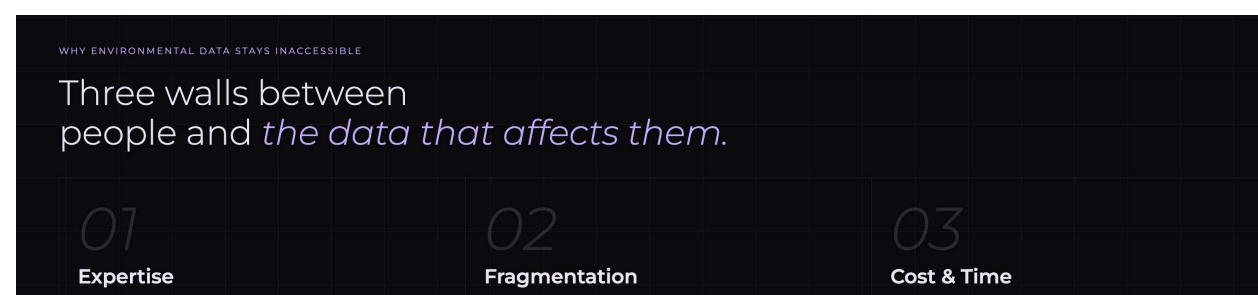 WHY ENVIRONMENTAL DATA STAYS INACCESSIBLE
Three walls between
people and the data that affects them.
01
02
03
Expertise
Fragmentation
Cost & Time